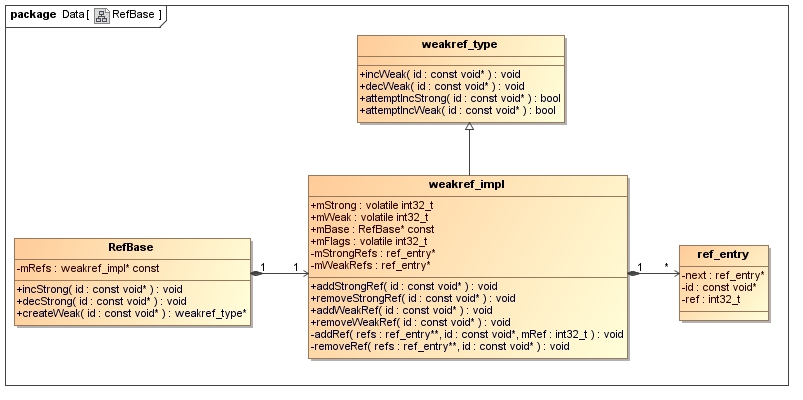 package Data [ RefBase ]
weakref_type
+incWeak( id : const void* ) : void
+decWeak( id : const void* ) : void
+attemptIncStrong( id : const void* ) : bool
+attemptIncWeak( id : const void* ) : bool
weakref_impl
+mStrong : volatile int32_t
+mWeak : volatile int32_t
+mBase : RefBase* const
+mFlags : volatile int32_t
-mStrongRefs : ref_entry*
-mWeakRefs : ref_entry*
+addStrongRef( id : const void* ) : void
+removeStrongRef( id : const void* ) : void
+addWeakRef( id : const void* ) : void
+removeWeakRef( id : const void* ) : void
-addRef( refs : ref_entry**, id : const void*, mRef : int32_t ) : void
-removeRef( refs : ref_entry**, id : const void* ) : void
RefBase
-mRefs : weakref_impl* const
+incStrong( id : const void* ) : void
+decStrong( id : const void* ) : void
+createWeak( id : const void* ) : weakref_type*
1 1
1 *
ref_entry
-next : ref_entry*
-id : const void*
-ref : int32_t